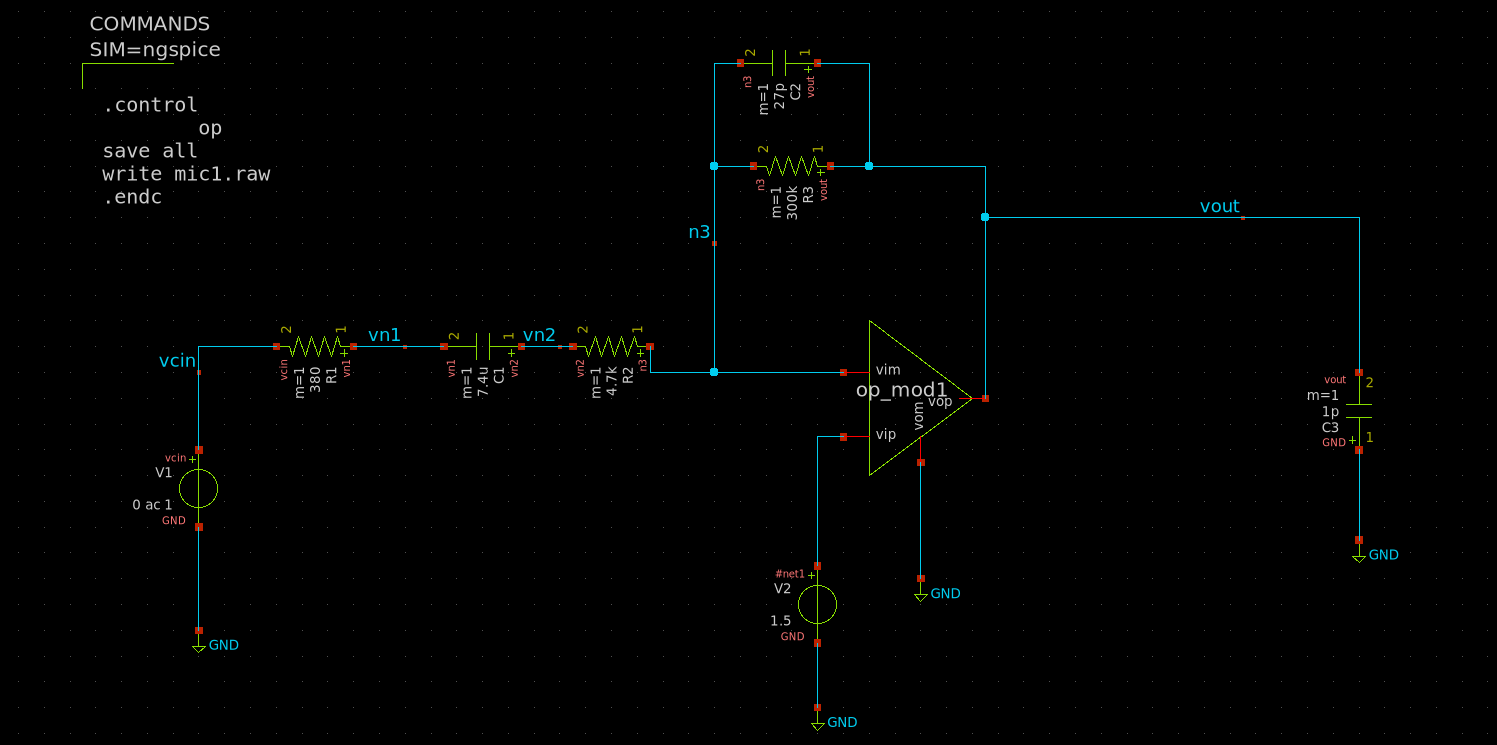 COMMANDS
SIM=ngspice
.control
op
save all
write mic1.raw
.endc
2
1
n3
m=1
27p
C2
+
vout
2
1
n3
m=1
300k
R3
+
vout
n3
vout
vcin
2
1
vcin
m=1
380
R1
+
vn1
vn1
2
1
vn1
m=1
7.4u
C1
+
vn2
vn2
2
1
vn2
m=1
4.7k
R2
+
n3
vim
op_mod1
vop
vom
vip
vout
2
m=1
1p
C3
GND
+
1
GND
vcin
+
V1
0 ac 1
GND
GND
#net1
+
V2
1.5
GND
GND
GND